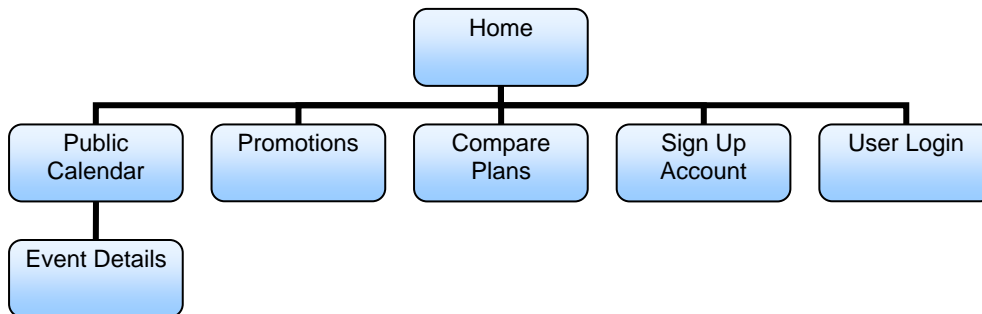 Home
Public
Calendar
Promotions
Compare
Plans
Sign Up
Account
User Login
Event Details